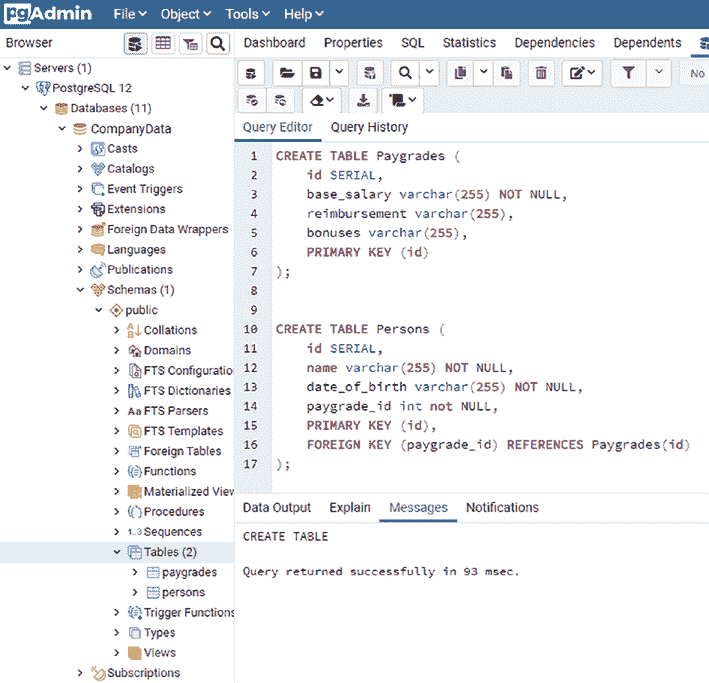 pgAdmin File Object Tools Help
Browser
Dashboard Properties SQL Statistics Dependencies Dependents
Servers (1)
PostgreSQL 12
Databases (11)
CompanyData
Casts
Catalogs
Event Triggers
Extensions
Foreign Data Wrappers
Languages
Publications
Schemas (1)
public
Collations
Domains
FTS Configuratio
FTS Dictionaries
Aa FTS Parsers
FTS Templates
Foreign Tables
Functions
Materialized View
Procedures
1..3 Sequences
Tables (2)
paygrades
persons
Trigger Functions
Types
Views
Subscriptions
No
Query Editor Query History
1 CREATE TABLE Paygrades (
2 id SERIAL,
3 base_salary varchar(255) NOT NULL,
4 reimbursement varchar(255),
5 bonuses varchar(255),
6 PRIMARY KEY (id)
7 );
8
9
10 CREATE TABLE Persons (
11 id SERIAL,
12 name varchar(255) NOT NULL,
13 date_of_birth varchar(255) NOT NULL,
14 paygrade_id int not NULL,
15 PRIMARY KEY (id),
16 FOREIGN KEY (paygrade_id) REFERENCES Paygrades(id)
17 );
Data Output Explain Messages Notifications
CREATE TABLE
Query returned successfully in 93 msec.